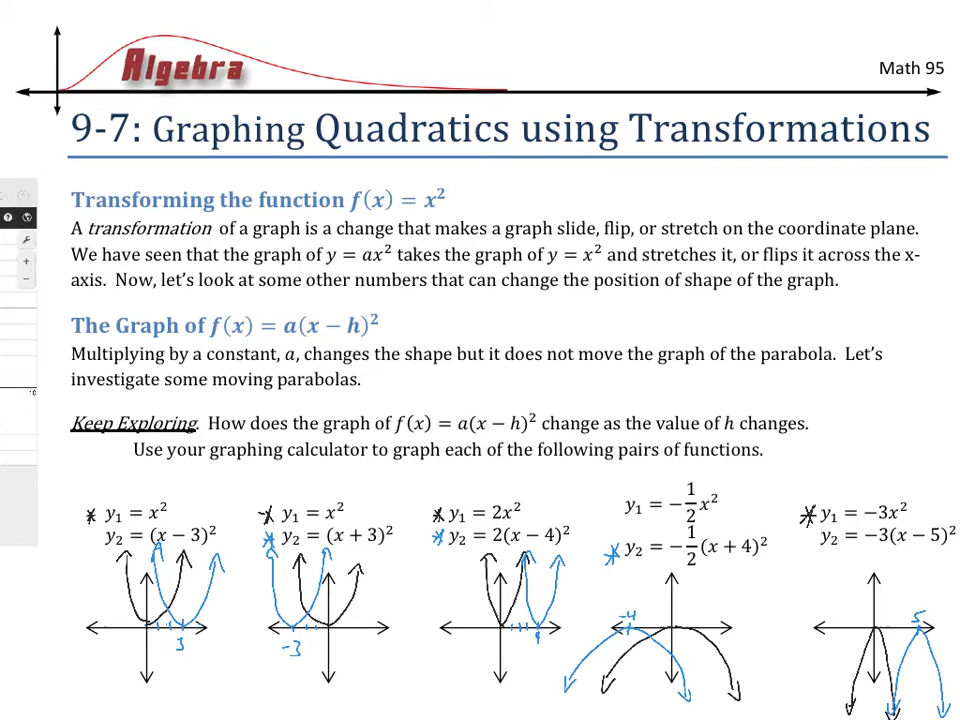 Algebra
Math 95
9-7: Graphing Quadratics using Transformations
Transforming the function f(x) = x²
A transformation of a graph is a change that makes a graph slide, flip, or stretch on the coordinate plane.
We have seen that the graph of y = ax² takes the graph of y = x² and stretches it, or flips it across the x-
axis. Now, let's look at some other numbers that can change the position of shape of the graph.
The Graph of f(x) = a(x − h)²
Multiplying by a constant, a, changes the shape but it does not move the graph of the parabola. Let's
investigate some moving parabolas.
Keep Exploring. How does the graph of f(x) = a(x − h)² change as the value of h changes.
Use your graphing calculator to graph each of the following pairs of functions.
y₁ = x² y₁ = x² y₁ = 2x² y₁ = −1/2 x² y₁ = −3x²
y₂ = (x − 3)² y₂ = (x + 3)² y₂ = 2(x − 4)² y₂ = −1/2 (x + 4)² y₂ = −3(x − 5)²
3 -3 4 -4 5